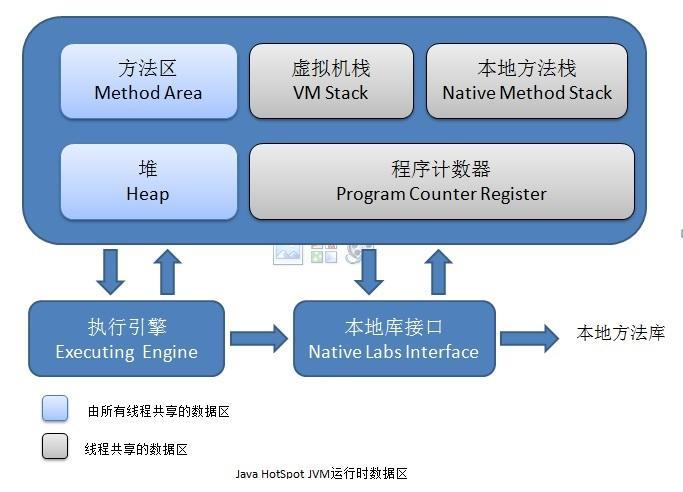 方法区
Method Area
虚拟机栈
VM Stack
本地方法栈
Native Method Stack
堆
Heap
程序计数器
Program Counter Register
执行引擎
Executing Engine
本地库接口
Native Labs Interface
本地方法库
由所有线程共享的数据区
线程共享的数据区
Java HotSpot JVM运行时数据区